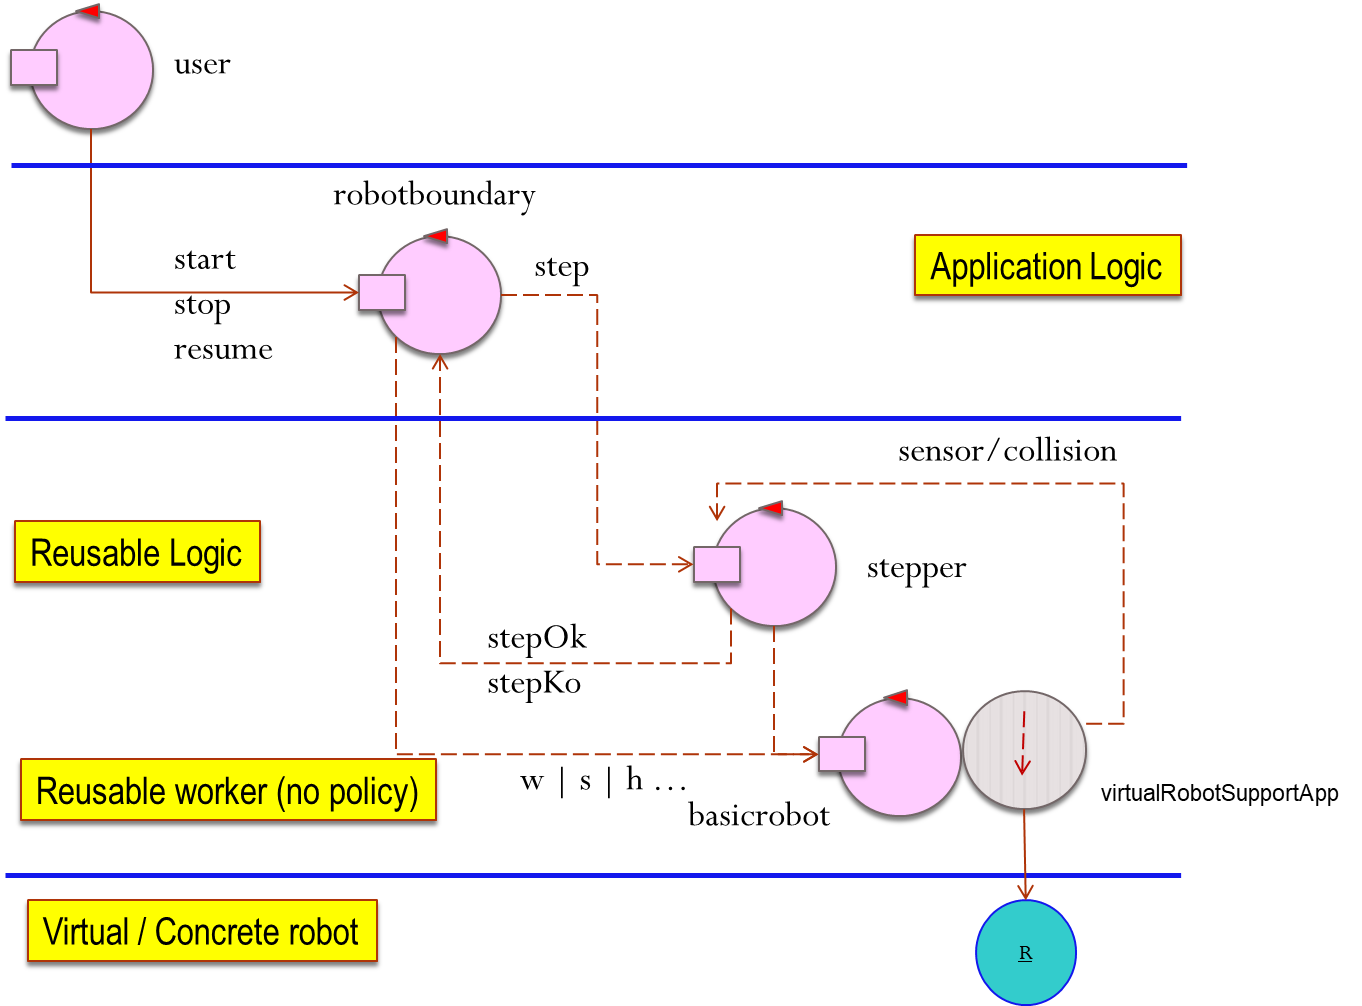 user
robotboundary
start
stop
resume
step
Application Logic
sensor/collision
Reusable Logic
stepper
stepOk
stepKo
Reusable worker (no policy)
w | s | h ...
basicrobot
virtualRobotSupportApp
Virtual / Concrete robot
R